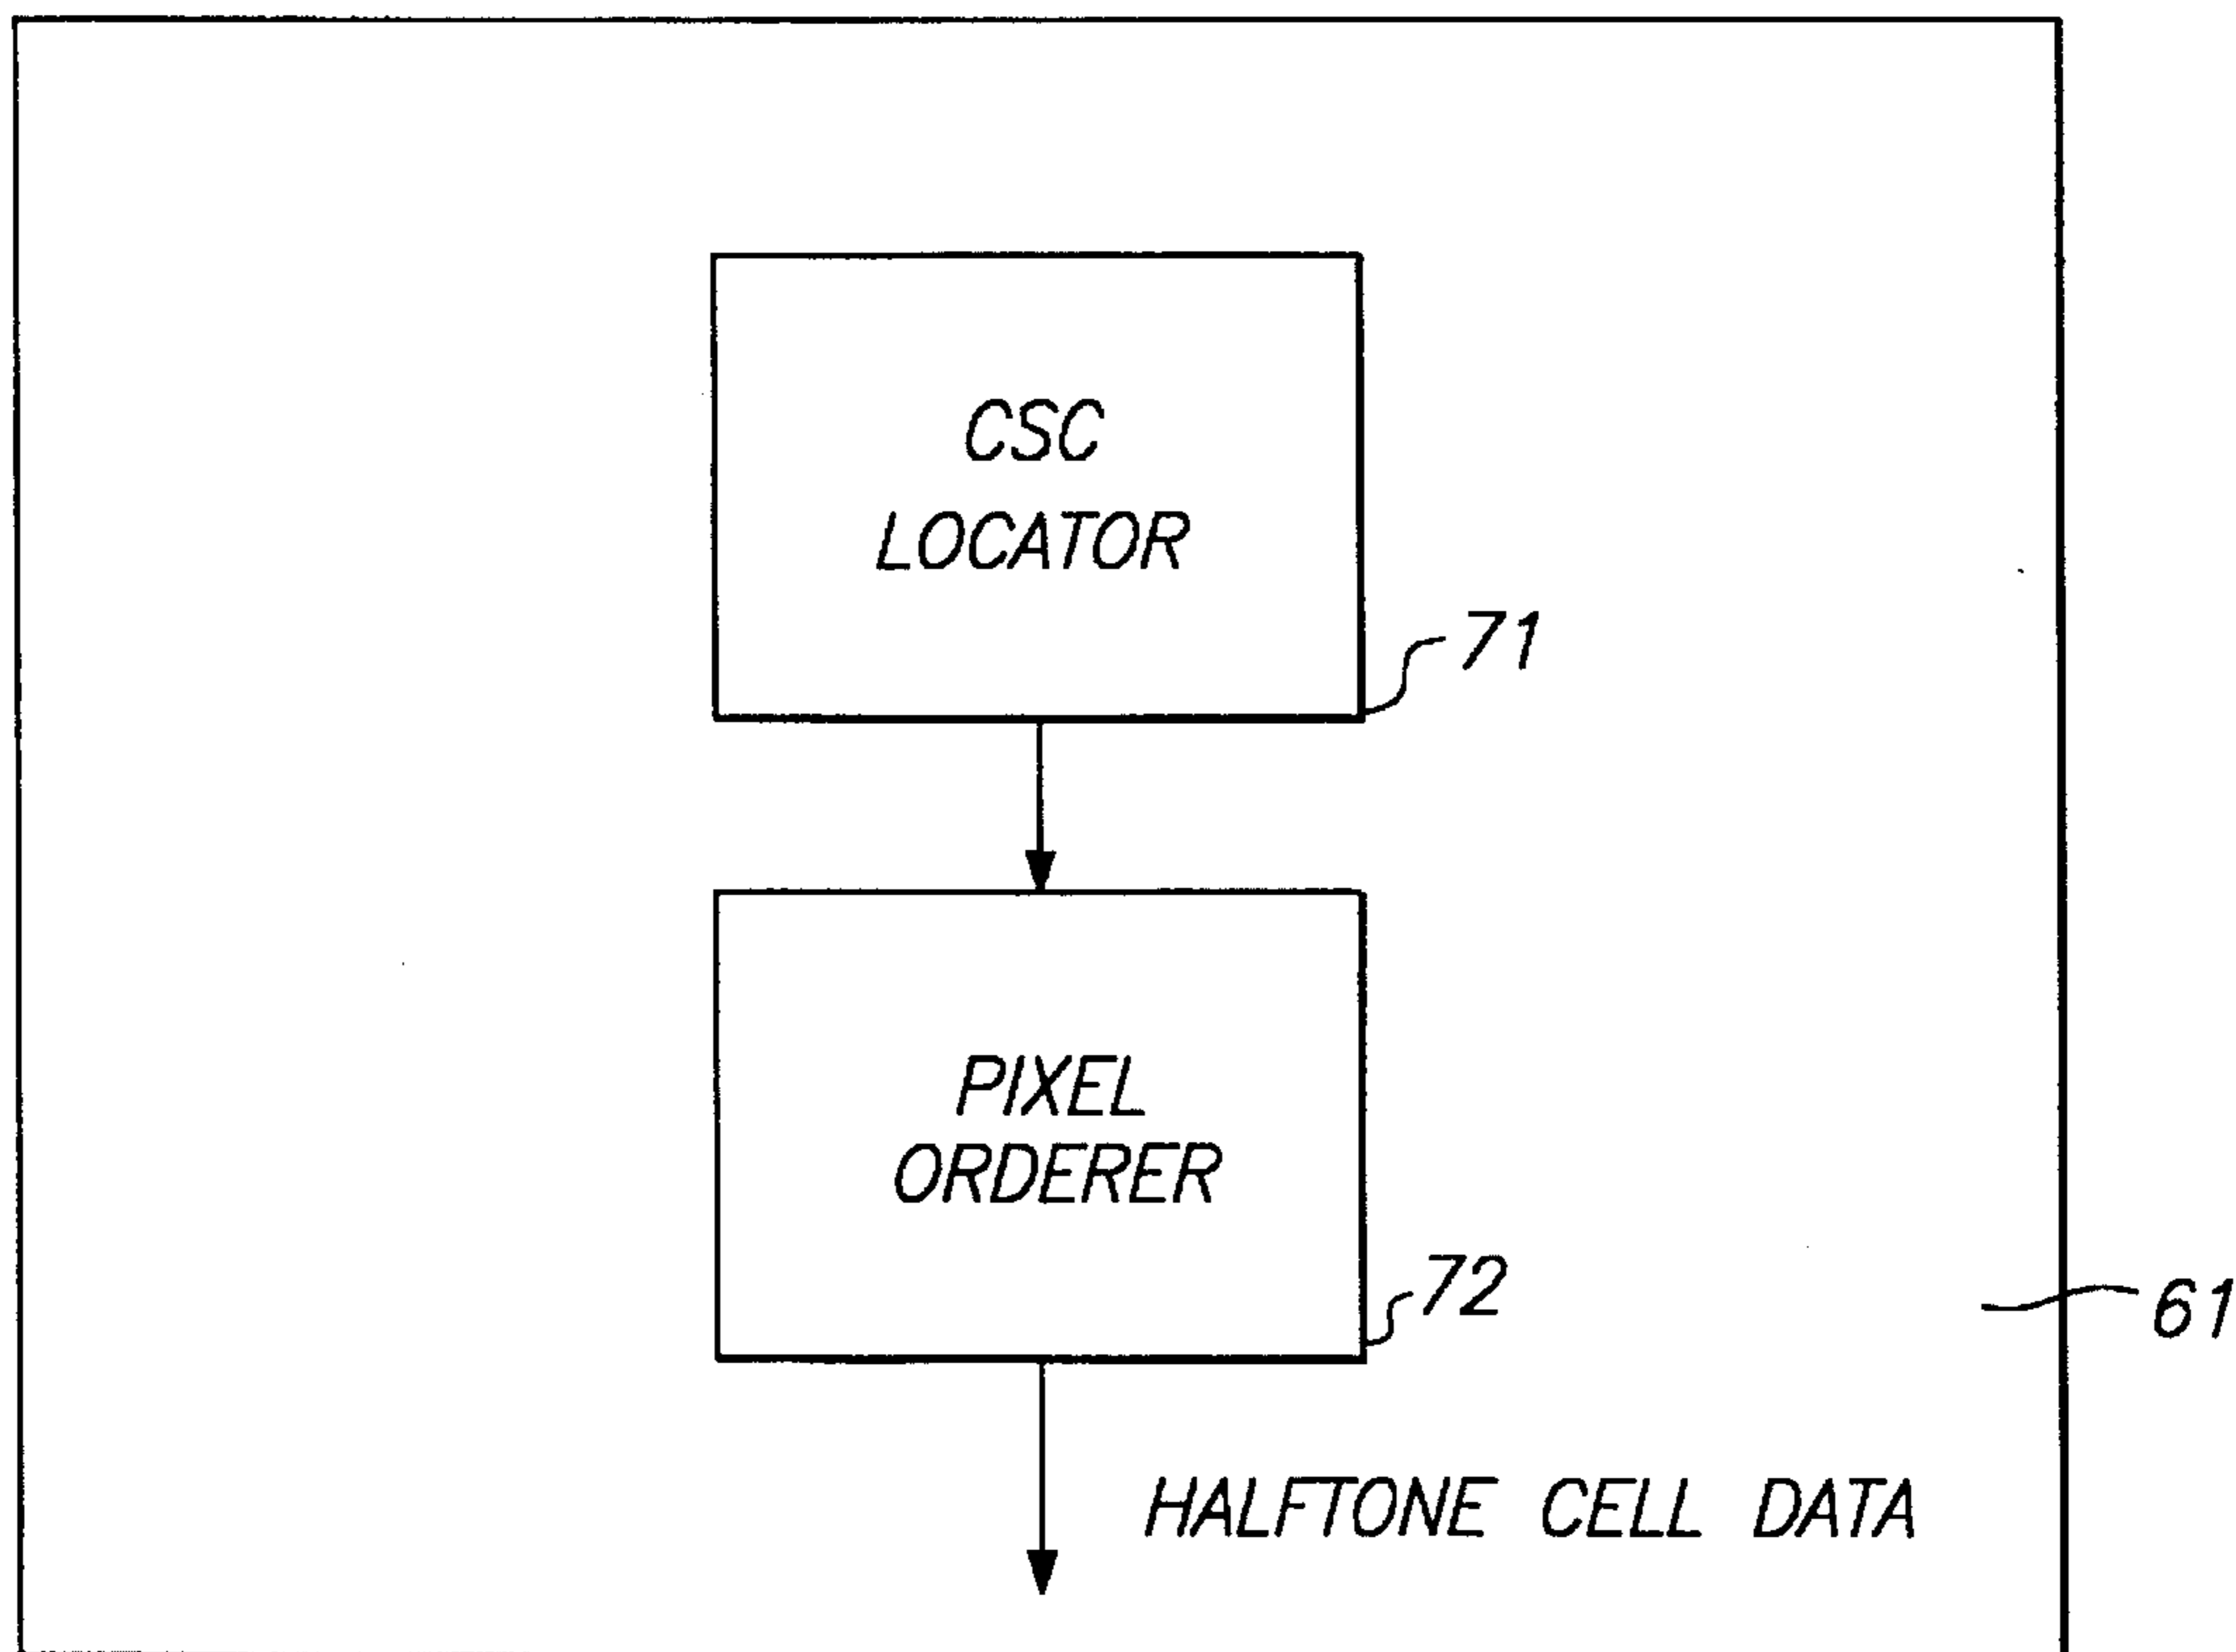 CSC
LOCATOR
71
PIXEL
ORDERER
72
61
HALFTONE CELL DATA